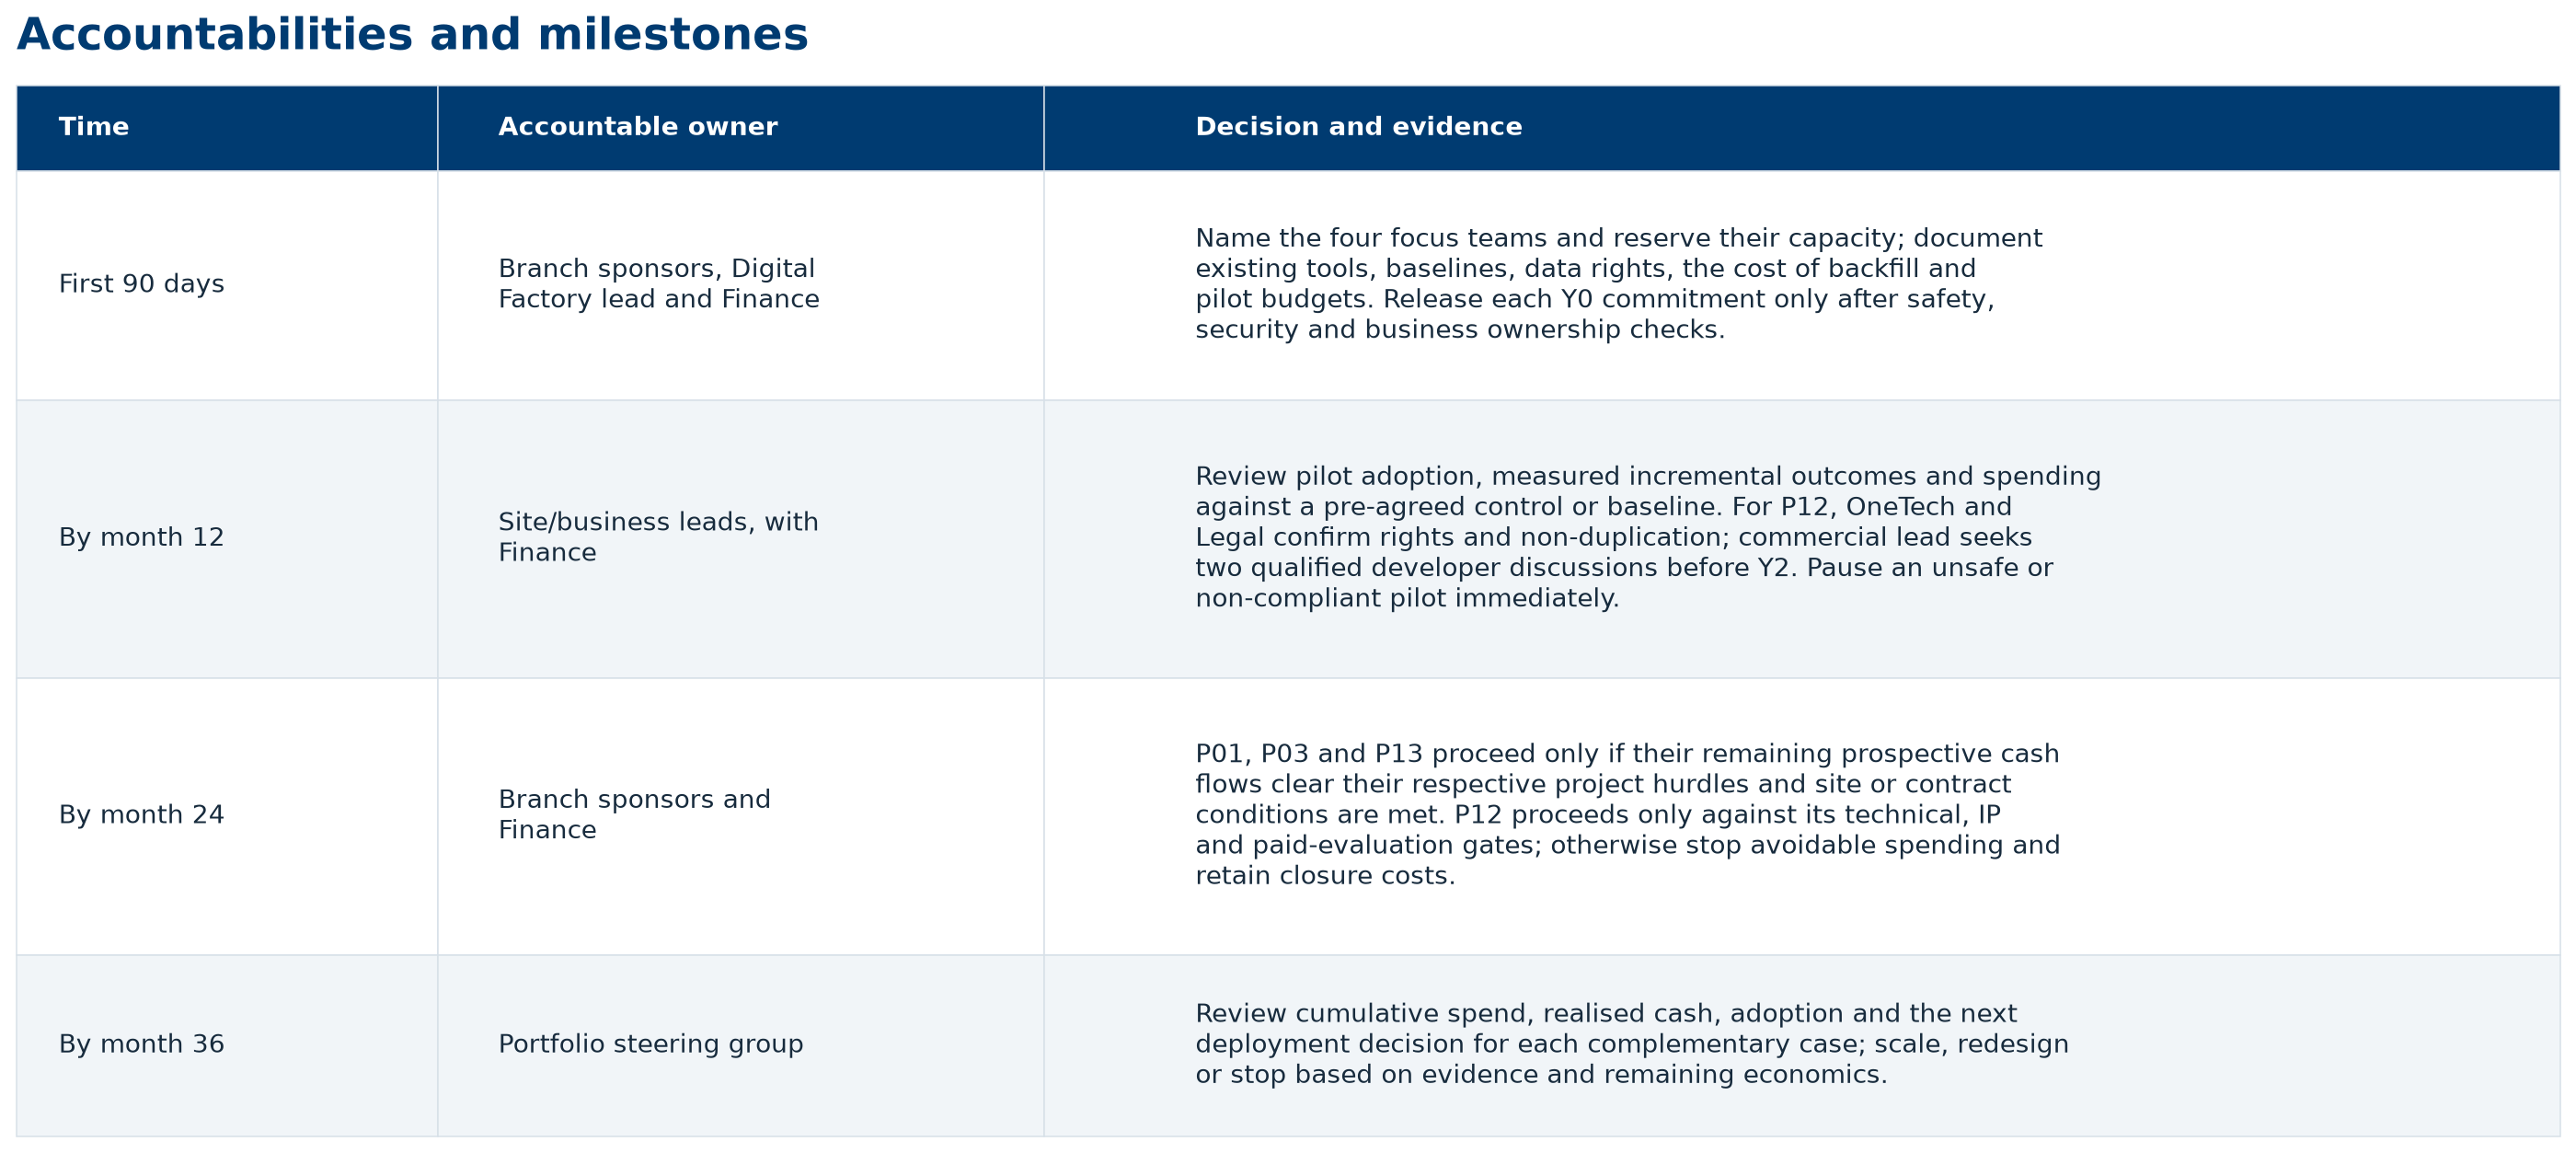 Accountabilities and milestones
Time
Accountable owner
Decision and evidence
First 90 days
Branch sponsors, Digital
Factory lead and Finance
Name the four focus teams and reserve their capacity; document
existing tools, baselines, data rights, the cost of backfill and
pilot budgets. Release each Y0 commitment only after safety,
security and business ownership checks.
By month 12
Site/business leads, with
Finance
Review pilot adoption, measured incremental outcomes and spending
against a pre-agreed control or baseline. For P12, OneTech and
Legal confirm rights and non-duplication; commercial lead seeks
two qualified developer discussions before Y2. Pause an unsafe or
non-compliant pilot immediately.
By month 24
Branch sponsors and
Finance
P01, P03 and P13 proceed only if their remaining prospective cash
flows clear their respective project hurdles and site or contract
conditions are met. P12 proceeds only against its technical, IP
and paid-evaluation gates; otherwise stop avoidable spending and
retain closure costs.
By month 36
Portfolio steering group
Review cumulative spend, realised cash, adoption and the next
deployment decision for each complementary case; scale, redesign
or stop based on evidence and remaining economics.